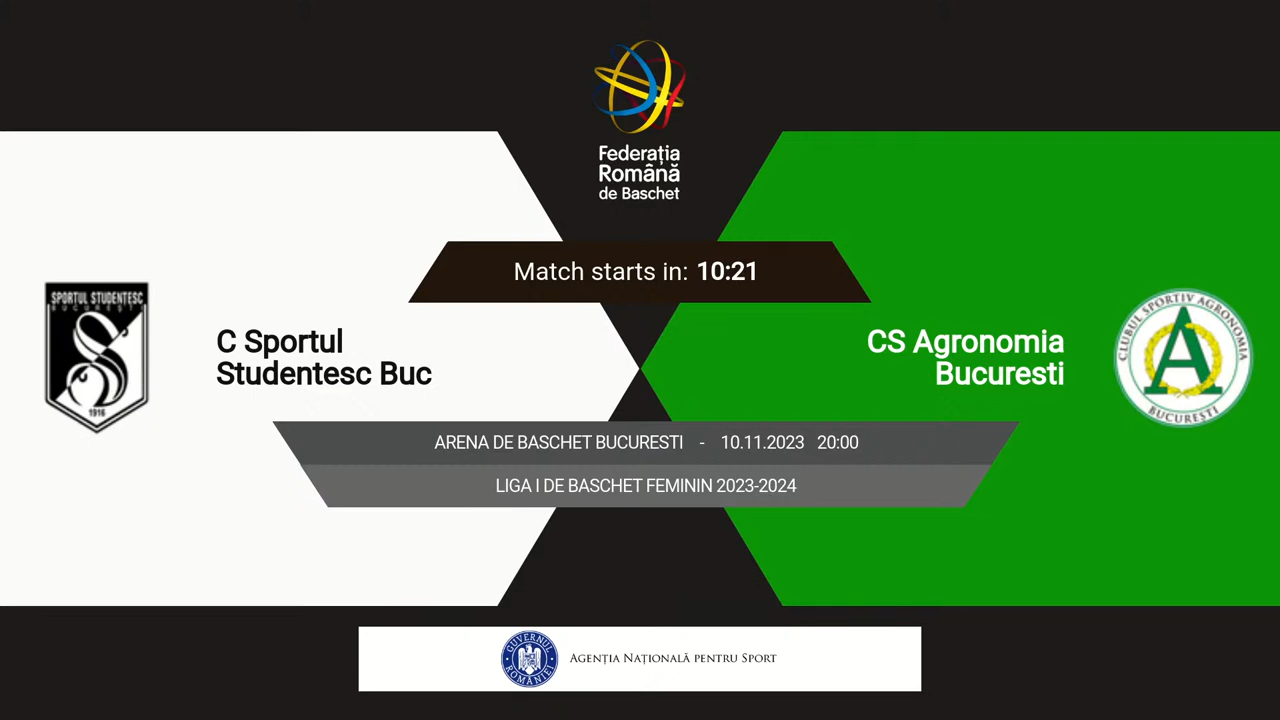 Federația
Română
de Baschet
Match starts in: 10:21
SPORTUL STUDENTESC
BUCUREȘTI
1916
C Sportul
Studentesc Buc
CS Agronomia
Bucuresti
CLUBUL SPORTIV AGRONOMIA
A
BUCUREȘTI
ARENA DE BASCHET BUCURESTI - 10.11.2023 20:00
LIGA I DE BASCHET FEMININ 2023-2024
GUVERNUL
ROMÂNIEI
AGENȚIA NAȚIONALĂ PENTRU SPORT